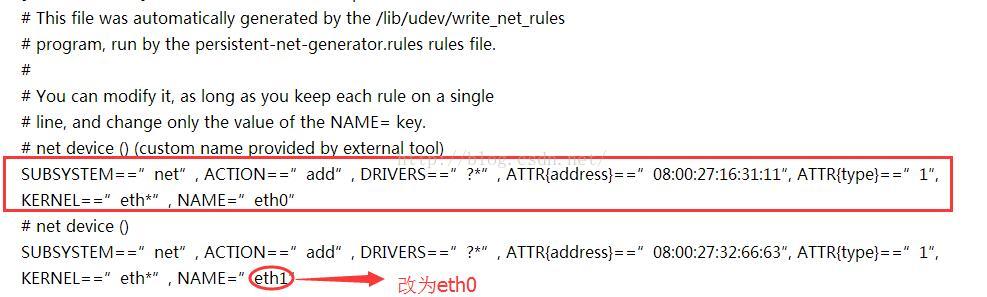 # This file was automatically generated by the /lib/udev/write_net_rules
# program, run by the persistent-net-generator.rules rules file.
#
# You can modify it, as long as you keep each rule on a single
# line, and change only the value of the NAME= key.
# net device () (custom name provided by external tool)
http://blog.csdn.net/
SUBSYSTEM==”net”, ACTION==”add”, DRIVERS==”?*”, ATTR{address}==”08:00:27:16:31:11”, ATTR{type}==”1”,
KERNEL==”eth*”, NAME=”eth0”
# net device ()
SUBSYSTEM==”net”, ACTION==”add”, DRIVERS==”?*”, ATTR{address}==”08:00:27:32:66:63”, ATTR{type}==”1”,
KERNEL==”eth*”, NAME=”eth1” 改为eth0